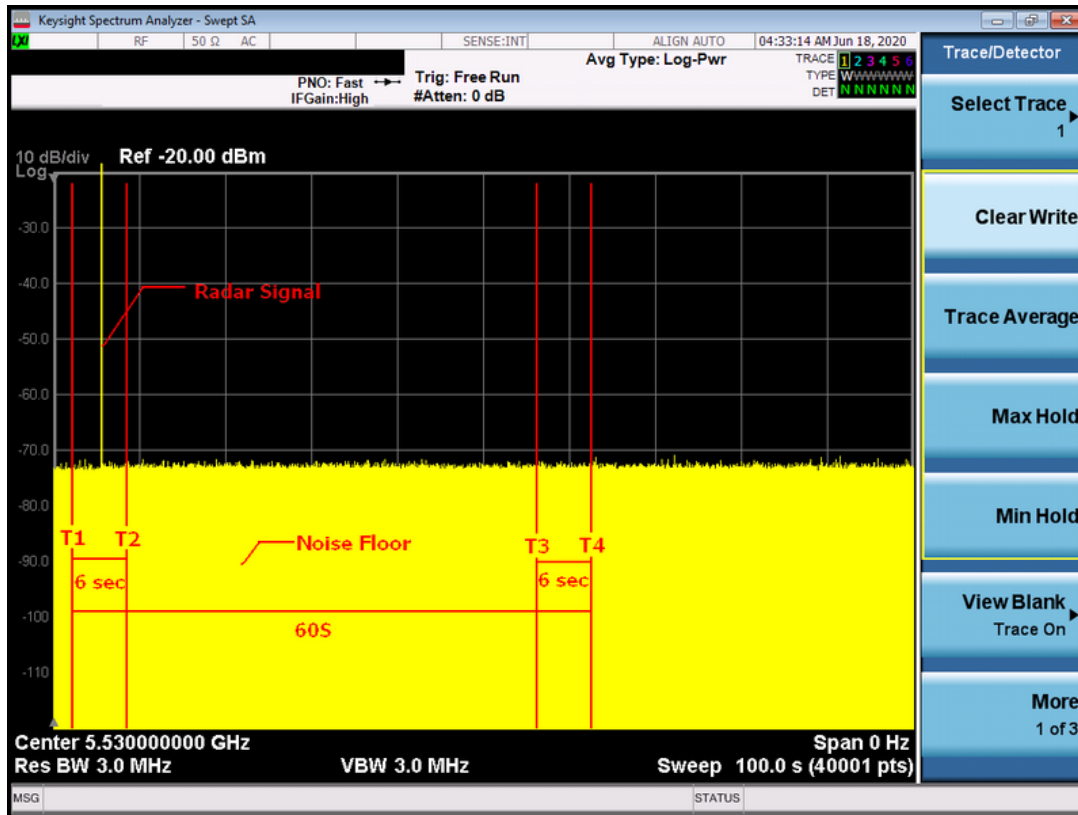 Keysight Spectrum Analyzer - Swept SA
LXI RF 50 Ω AC SENSE:INT ALIGN AUTO 04:33:14 AM Jun 18, 2020
PNO: Fast
IFGain:High
Trig: Free Run
#Atten: 0 dB
Avg Type: Log-Pwr
TRACE 1 2 3 4 5 6
TYPE WWWWWW
DET N N N N N N
Trace/Detector
Select Trace
1
Clear Write
Trace Average
Max Hold
Min Hold
View Blank
Trace On
More
1 of 3
10 dB/div Ref -20.00 dBm
Log
-30.0
-40.0
Radar Signal
-50.0
-60.0
-70.0
-80.0
T1 T2 Noise Floor T3 T4
-90.0
6 sec 6 sec
-100
60S
-110
Center 5.530000000 GHz Span 0 Hz
Res BW 3.0 MHz VBW 3.0 MHz Sweep 100.0 s (40001 pts)
MSG STATUS